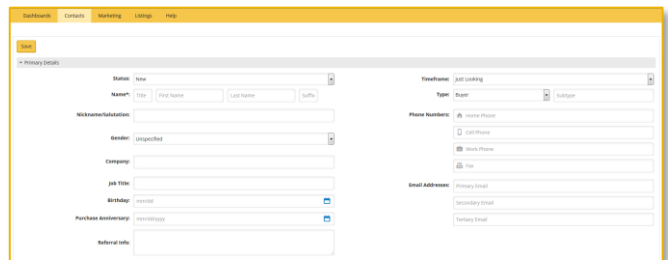 Dashboards Contacts Marketing Listings Help
Save
Primary Details
Status: New
Name*: Title First Name Last Name Suffix
Nickname/Salutation:
Gender: Unspecified
Company:
Job Title:
Birthday: mm/dd
Purchase Anniversary: mm/dd/yyyy
Referral Info:
Timeframe: Just Looking
Type: Buyer Subtype
Phone Numbers: Home Phone
Cell Phone
Work Phone
Fax
Email Addresses: Primary Email
Secondary Email
Tertiary Email